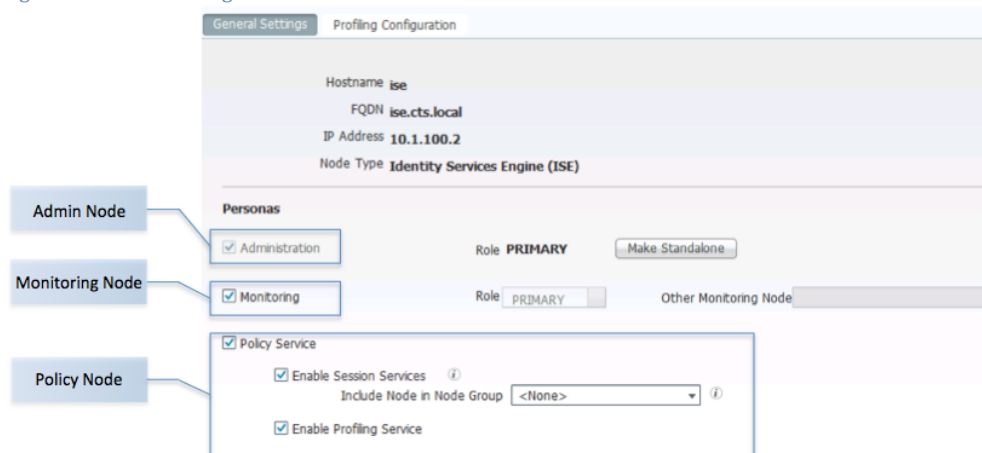 General Settings Profiling Configuration
Hostname ise
FQDN ise.cts.local
IP Address 10.1.100.2
Node Type Identity Services Engine (ISE)
Personas
Admin Node
Administration Role PRIMARY Make Standalone
Monitoring Node
Monitoring Role PRIMARY Other Monitoring Node
Policy Service
Policy Node
Enable Session Services
Include Node in Node Group <None>
Enable Profiling Service